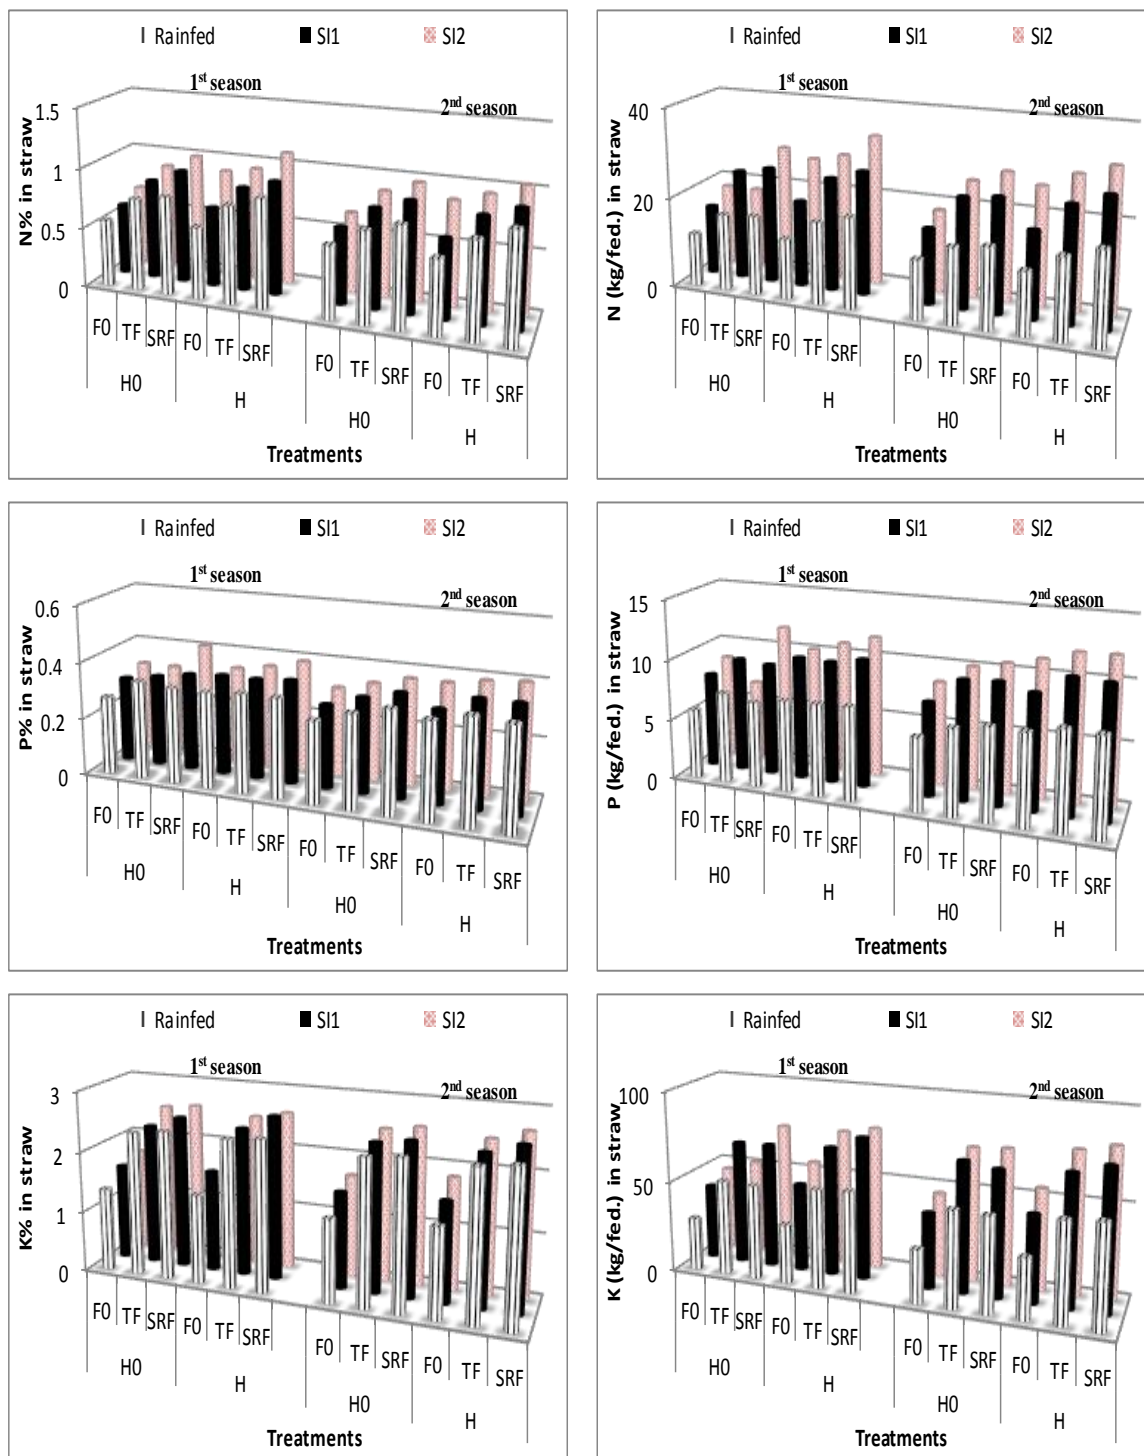 Rainfed SI1 SI2
1st season
2nd season
N% in straw
1.5
1
0.5
0
F0 TF SRF F0 TF SRF F0 TF SRF F0 TF SRF
H0 H H0 H
Treatments
Rainfed SI1 SI2
1st season
2nd season
N (kg/fed.) in straw
40
20
0
F0 TF SRF F0 TF SRF F0 TF SRF F0 TF SRF
H0 H H0 H
Treatments
Rainfed SI1 SI2
1st season
2nd season
P% in straw
0.6
0.4
0.2
0
F0 TF SRF F0 TF SRF F0 TF SRF F0 TF SRF
H0 H H0 H
Treatments
Rainfed SI1 SI2
1st season
2nd season
P (kg/fed.) in straw
15
10
5
0
F0 TF SRF F0 TF SRF F0 TF SRF F0 TF SRF
H0 H H0 H
Treatments
Rainfed SI1 SI2
1st season
2nd season
K% in straw
3
2
1
0
F0 TF SRF F0 TF SRF F0 TF SRF F0 TF SRF
H0 H H0 H
Treatments
Rainfed SI1 SI2
1st season
2nd season
K (kg/fed.) in straw
100
50
0
F0 TF SRF F0 TF SRF F0 TF SRF F0 TF SRF
H0 H H0 H
Treatments